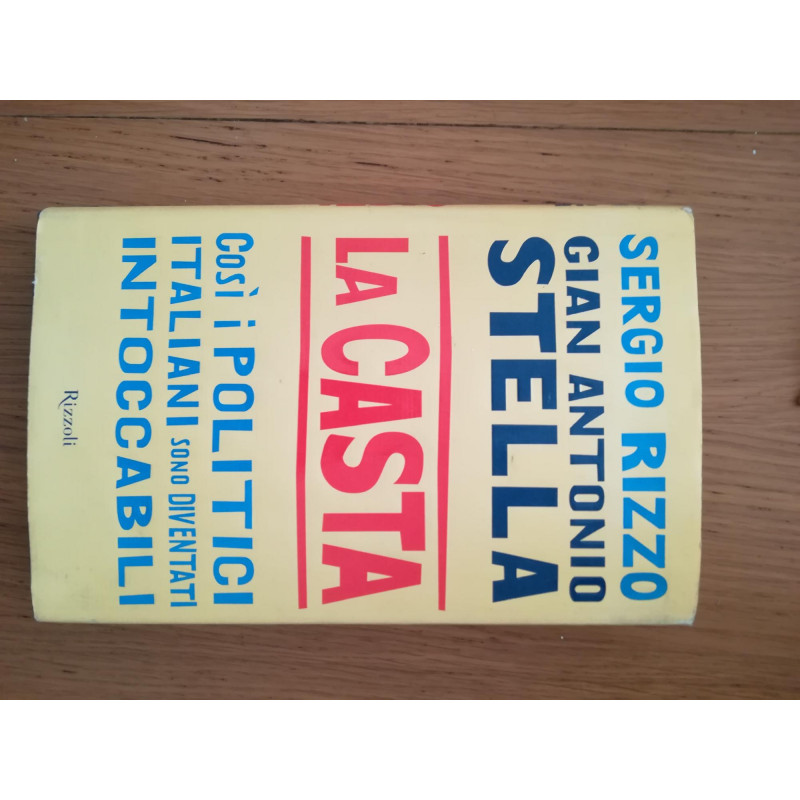 SERGIO RIZZO
GIAN ANTONIO
STELLA
LA CASTA
COSÌ i POLITICI
ITALIANI SONO DIVENTATI
INTOCCABILI
Rizzoli